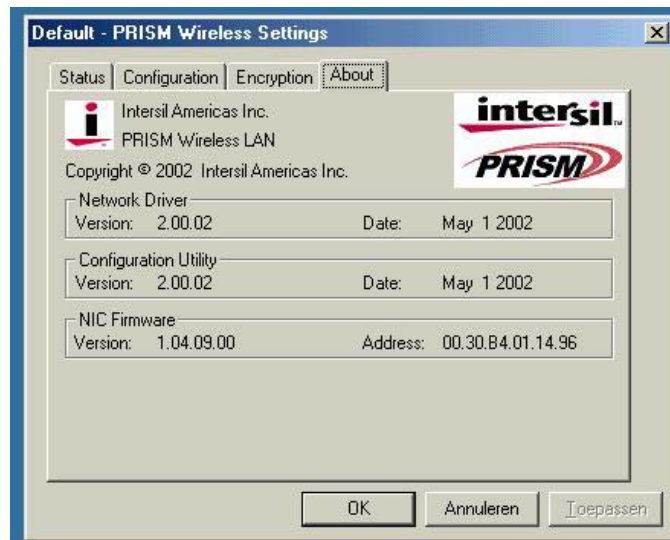 Default - PRISM Wireless Settings
Status Configuration Encryption About
Intersil Americas Inc.
PRISM Wireless LAN
intersil™
PRISM
Copyright © 2002 Intersil Americas Inc.
Network Driver
Version: 2.00.02 Date: May 1 2002
Configuration Utility
Version: 2.00.02 Date: May 1 2002
NIC Firmware
Version: 1.04.09.00 Address: 00.30.B4.01.14.96
OK Annuleren Toepassen